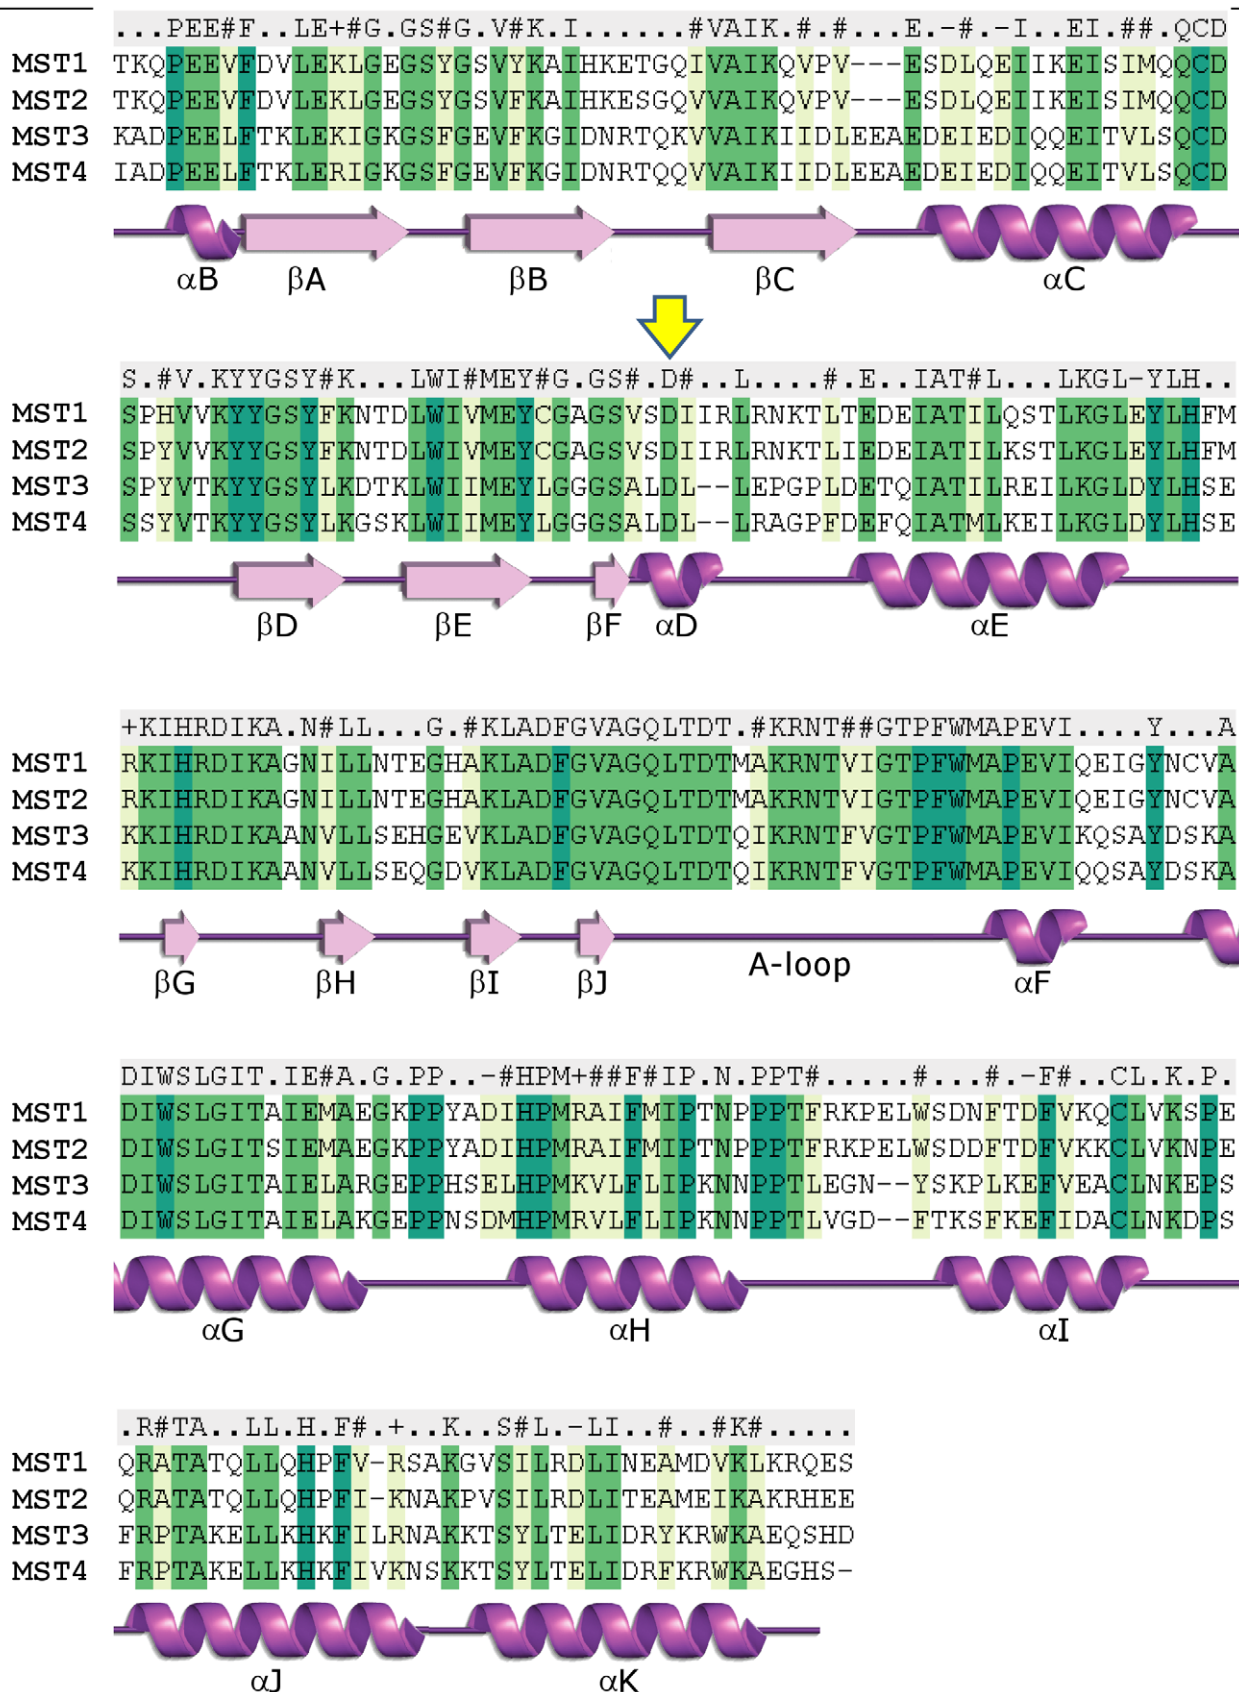 ...PEE#F..LE+#G.GS#G.V#K.I......#VAIK.#.#...E.-#.-I..EI.##.QCD
MST1 TKQPEEVFDVLEKLGEGSYGSVYKAIHKETGQIVAIKQVPV---ESDLQEIIKEISIMQQCD
MST2 TKQPEEVFDVLEKLGEGSYGSVFKAIHKESGQVVAIKQVPV---ESDLQEIIKEISIMQQCD
MST3 KADPEELFTKLEKIGKGSFGEVFKGIDNRTQKVVAIKIIDLEEAEDEIEDIQQEITVLSQCD
MST4 IADPEELFTKLERIGKGSFGEVFKGIDNRTQQVVAIKIIDLEEAEDEIEDIQQEITVLSQCD
αB βA βB βC αC
S.#V.KYYGSY#K...LWI#MEY#G.GS#.D#..L....#.E..IAT#L...LKGL-YLH..
MST1 SPHVVKYYGSYFKNTDLWIVMEYCGAGSVSDIIRLRNKTLTEDEIATILQSTLKGLEYLHFM
MST2 SPYVVKYYGSYFKNTDLWIVMEYCGAGSVSDIIRLRNKTLIEDEIATILKSTLKGLEYLHFM
MST3 SPYVTKYYGSYLKDTKLWIIMEYLGGGSALDL--LEPGPLDETQIATILREILKGLDYLHSE
MST4 SSYVTKYYGSYLKGSKLWIIMEYLGGGSALDL--LRAGPFDEFQIATMLKEILKGLDYLHSE
βD βE βF αD αE
+KIHRDIKA.N#LL...G.#KLADFGVAGQLTDT.#KRNT##GTPFWMAPEVI....Y...A
MST1 RKIHRDIKAGNILLNTEGHAKLADFGVAGQLTDTMAKRNTVIGTPFWMAPEVIQEIGYNCVA
MST2 RKIHRDIKAGNILLNTEGHAKLADFGVAGQLTDTMAKRNTVIGTPFWMAPEVIQEIGYNCVA
MST3 KKIHRDIKAANVLLSEHGEVKLADFGVAGQLTDTQIKRNTFVGTPFWMAPEVIKQSAYDSKA
MST4 KKIHRDIKAANVLLSEQGDVKLADFGVAGQLTDTQIKRNTFVGTPFWMAPEVIQQSAYDSKA
βG βH βI βJ A-loop αF
DIWSLGIT.IE#A.G.PP..-#HPM+##F#IP.N.PPT#.....#...#.-F#..CL.K.P.
MST1 DIWSLGITAIEMAEGKPPYADIHPMRAIFMIPTNPPPTFRKPELWSDNFTDFVKQCLVKSPE
MST2 DIWSLGITSIEMAEGKPPYADIHPMRAIFMIPTNPPPTFRKPELWSDDFTDFVKKCLVKNPE
MST3 DIWSLGITAIELARGEPPHSELHPMKVLFLIPKNNPPTLEGN--YSKPLKEFVEACLNKEPS
MST4 DIWSLGITAIELAKGEPPNSDMHPMRVLFLIPKNNPPTLVGD--FTKSFKEFIDACLNKDPS
αG αH αI
.R#TA..LL.H.F#.+..K..S#L.-LI..#..#K#.....
MST1 QRATATQLLQHPFV-RSAKGVSILRDLINEAMDVKLKRQES
MST2 QRATATQLLQHPFI-KNAKPVSILRDLITEAMEIKAKRHEE
MST3 FRPTAKELLKHKFILRNAKKTSYLTELIDRYKRWKAEQSHD
MST4 FRPTAKELLKHKFIVKNSKKTSYLTELIDRFKRWKAEGHS-
αJ αK